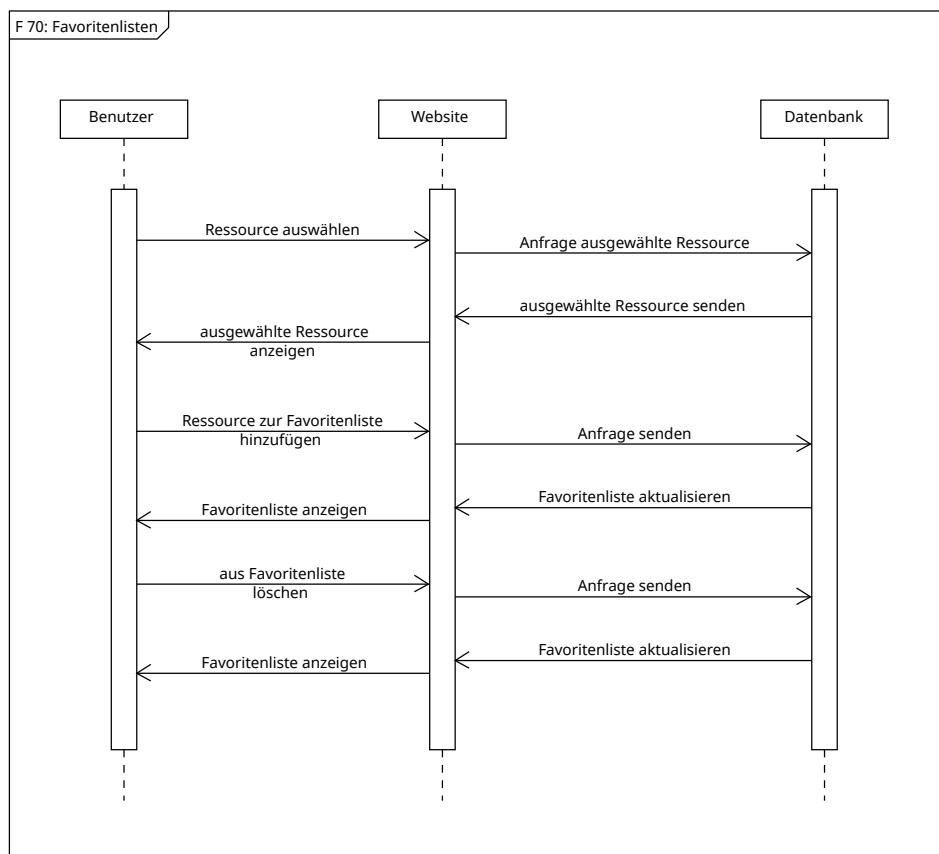 F 70: Favoritenlisten
Benutzer
Website
Datenbank
Ressource auswählen
Anfrage ausgewählte Ressource
ausgewählte Ressource senden
ausgewählte Ressource
anzeigen
Ressource zur Favoritenliste
hinzufügen
Anfrage senden
Favoritenliste aktualisieren
Favoritenliste anzeigen
aus Favoritenliste
löschen
Anfrage senden
Favoritenliste aktualisieren
Favoritenliste anzeigen